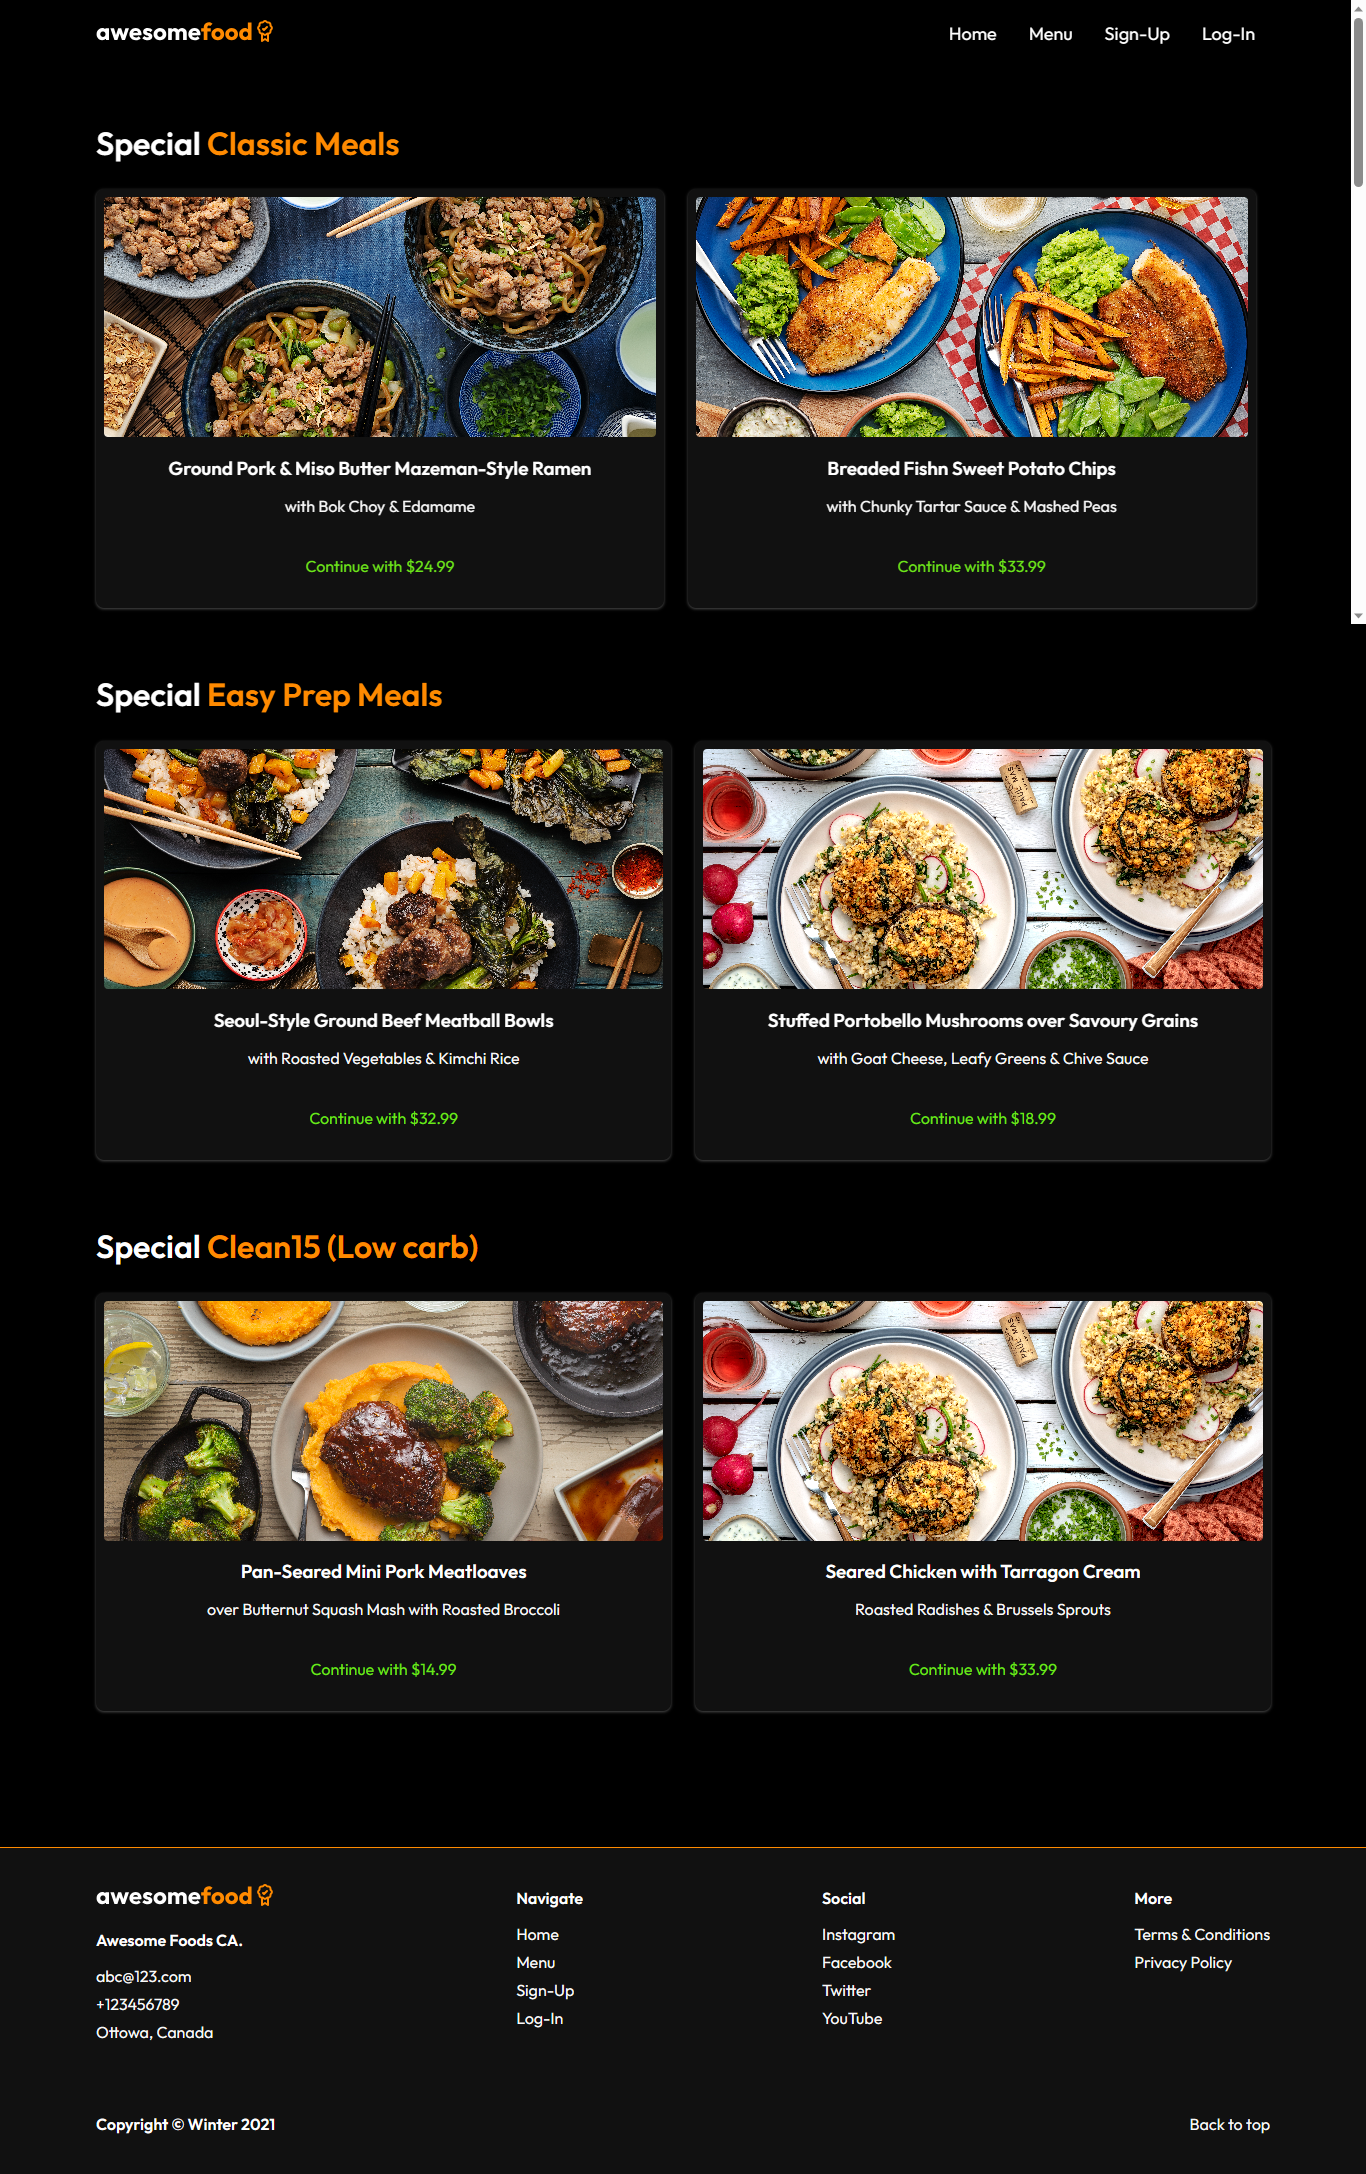 awesomefood
Home Menu Sign-Up Log-In
Special Classic Meals
Ground Pork & Miso Butter Mazeman-Style Ramen
with Bok Choy & Edamame
Continue with $24.99
Breaded Fishn Sweet Potato Chips
with Chunky Tartar Sauce & Mashed Peas
Continue with $33.99
Special Easy Prep Meals
Seoul-Style Ground Beef Meatball Bowls
with Roasted Vegetables & Kimchi Rice
Continue with $32.99
PAUL MAS
Stuffed Portobello Mushrooms over Savoury Grains
with Goat Cheese, Leafy Greens & Chive Sauce
Continue with $18.99
Special Clean15 (Low carb)
Pan-Seared Mini Pork Meatloaves
over Butternut Squash Mash with Roasted Broccoli
Continue with $14.99
PAUL MAS
Seared Chicken with Tarragon Cream
Roasted Radishes & Brussels Sprouts
Continue with $33.99
awesomefood
Awesome Foods CA.
abc@123.com
+123456789
Ottowa, Canada
Navigate
Home
Menu
Sign-Up
Log-In
Social
Instagram
Facebook
Twitter
YouTube
More
Terms & Conditions
Privacy Policy
Copyright © Winter 2021
Back to top